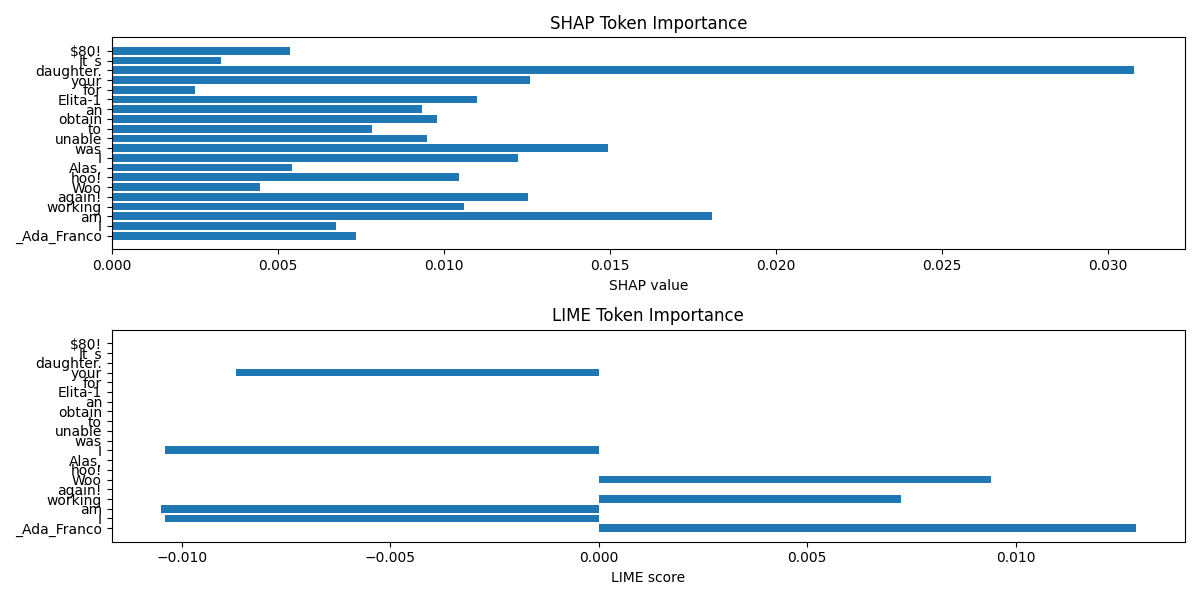 SHAP Token Importance
$80!
It s
daughter.
your
for
Elita-1
an
obtain
to
unable
was
I
Alas,
hoo!
Woo
again!
working
am
I
_Ada_Franco
0.000 0.005 0.010 0.015 0.020 0.025 0.030
SHAP value
LIME Token Importance
$80!
It s
daughter.
your
for
Elita-1
an
obtain
to
unable
was
I
Alas,
hoo!
Woo
again!
working
am
I
_Ada_Franco
−0.010 −0.005 0.000 0.005 0.010
LIME score